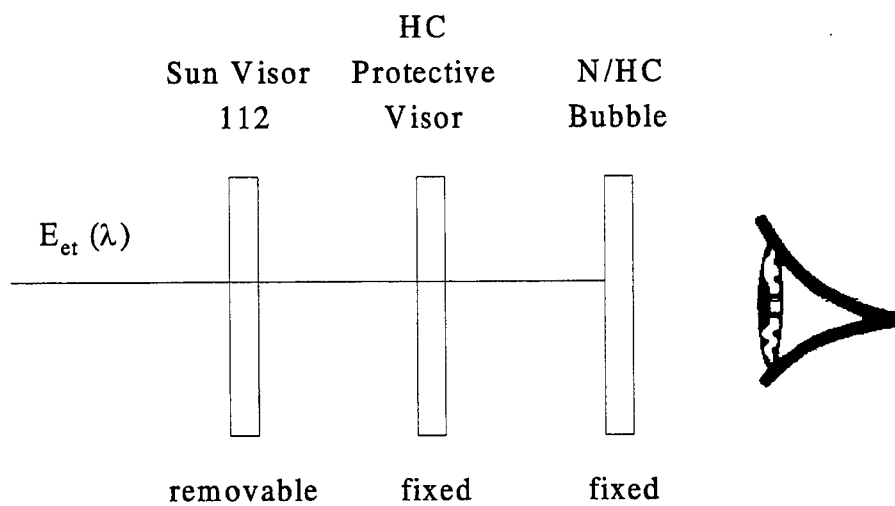 HC
Sun Visor Protective N/HC
112 Visor Bubble
E_et (λ)
removable fixed fixed